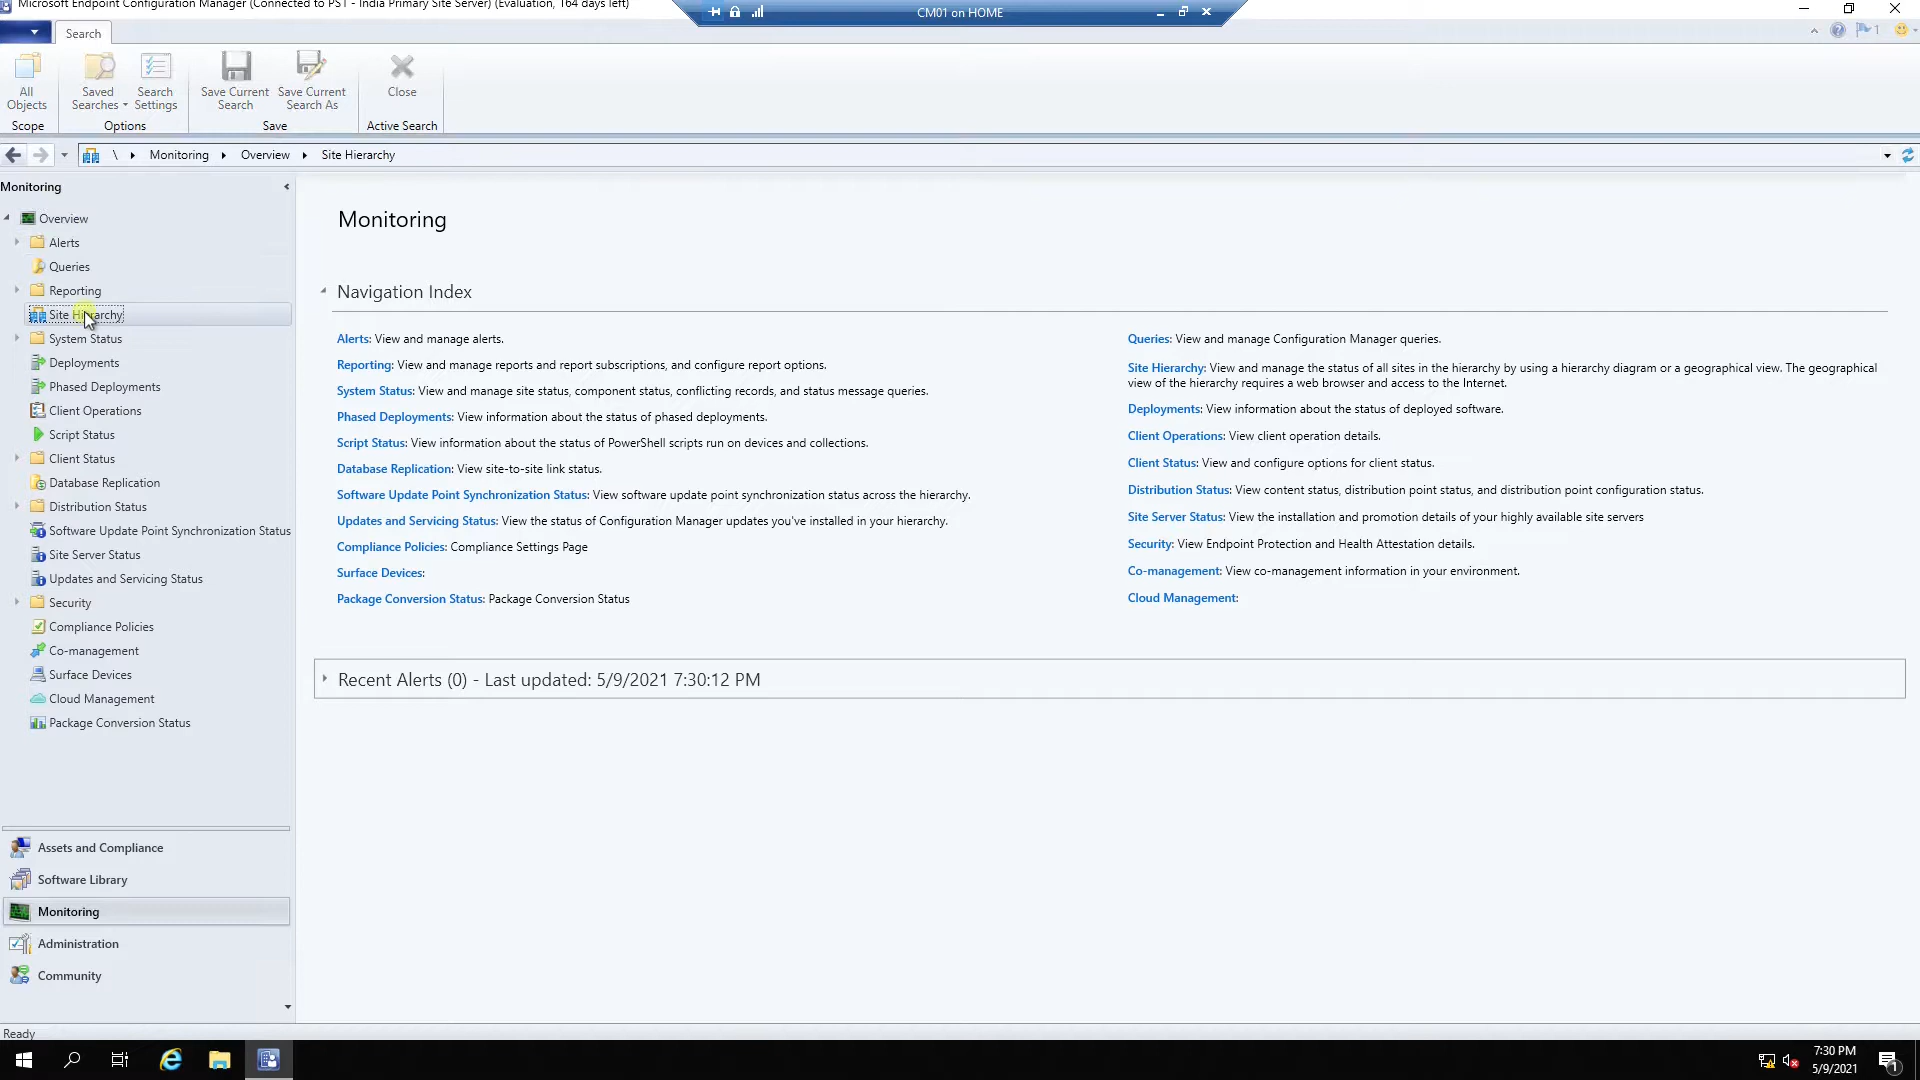 Microsoft Endpoint Configuration Manager (Connected to PS1 - India Primary Site Server) (Evaluation, 164 days left)
CM01 on HOME
Search
1
All Objects
Saved Searches
Search Settings
Save Current Search
Save Current Search As
Close
Scope
Options
Save
Active Search
\ Monitoring Overview Site Hierarchy
Monitoring
Overview
Alerts
Queries
Reporting
Site Hierarchy
System Status
Deployments
Phased Deployments
Client Operations
Script Status
Client Status
Database Replication
Distribution Status
Software Update Point Synchronization Status
Site Server Status
Updates and Servicing Status
Security
Compliance Policies
Co-management
Surface Devices
Cloud Management
Package Conversion Status
Assets and Compliance
Software Library
Monitoring
Administration
Community
Monitoring
Navigation Index
Alerts: View and manage alerts.
Reporting: View and manage reports and report subscriptions, and configure report options.
System Status: View and manage site status, component status, conflicting records, and status message queries.
Phased Deployments: View information about the status of phased deployments.
Script Status: View information about the status of PowerShell scripts run on devices and collections.
Database Replication: View site-to-site link status.
Software Update Point Synchronization Status: View software update point synchronization status across the hierarchy.
Updates and Servicing Status: View the status of Configuration Manager updates you've installed in your hierarchy.
Compliance Policies: Compliance Settings Page
Surface Devices:
Package Conversion Status: Package Conversion Status
Queries: View and manage Configuration Manager queries.
Site Hierarchy: View and manage the status of all sites in the hierarchy by using a hierarchy diagram or a geographical view. The geographical
view of the hierarchy requires a web browser and access to the Internet.
Deployments: View information about the status of deployed software.
Client Operations: View client operation details.
Client Status: View and configure options for client status.
Distribution Status: View content status, distribution point status, and distribution point configuration status.
Site Server Status: View the installation and promotion details of your highly available site servers
Security: View Endpoint Protection and Health Attestation details.
Co-management: View co-management information in your environment.
Cloud Management:
Recent Alerts (0) - Last updated: 5/9/2021 7:30:12 PM
Ready
7:30 PM
5/9/2021
1